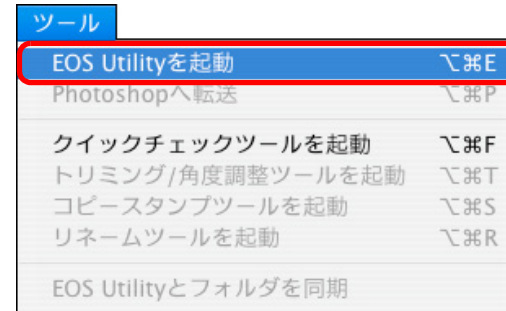 ツール
EOS Utilityを起動 ⌥⌘E
Photoshopへ転送 ⌥⌘P
クイックチェックツールを起動 ⌥⌘F
トリミング/角度調整ツールを起動 ⌥⌘T
コピースタンプツールを起動 ⌥⌘S
リネームツールを起動 ⌥⌘R
EOS Utilityとフォルダを同期